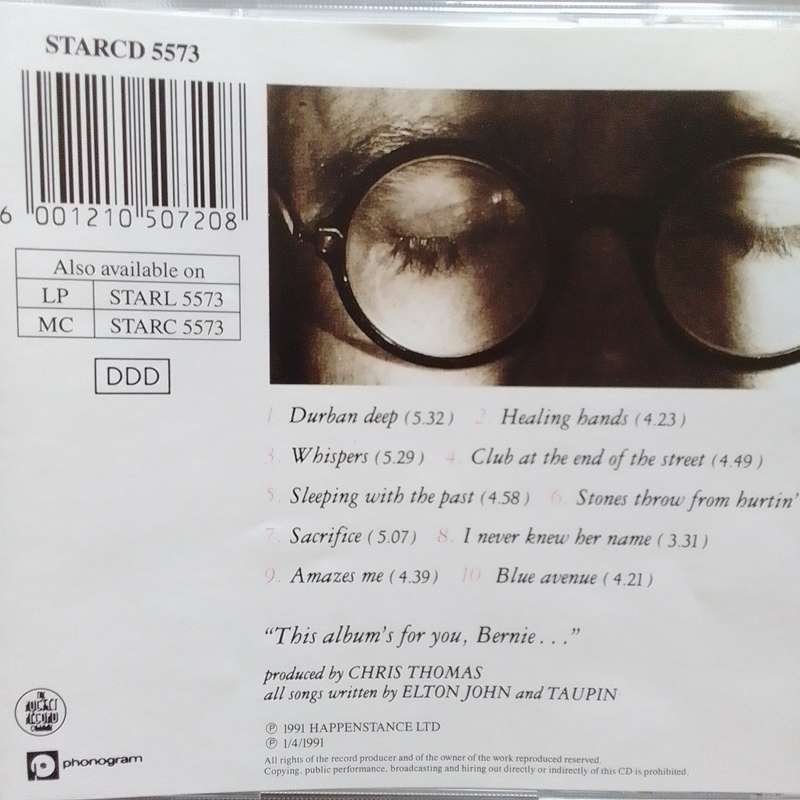 STARCD 5573
6 001210 507208
Also available on
LP STARL 5573
MC STARC 5573
DDD
1. Durban deep (5.32) 2. Healing hands (4.23)
3. Whispers (5.29) 4. Club at the end of the street (4.49)
5. Sleeping with the past (4.58) 6. Stones throw from hurtin'
7. Sacrifice (5.07) 8. I never knew her name (3.31)
9. Amazes me (4.39) 10. Blue avenue (4.21)
"This album's for you, Bernie..."
produced by CHRIS THOMAS
all songs written by ELTON JOHN and TAUPIN
℗ 1991 HAPPENSTANCE LTD
℗ 1/4/1991
All rights of the record producer and of the owner of the work reproduced reserved.
Copying, public performance, broadcasting and hiring out directly or indirectly of this CD is prohibited.
THE
ROCKET
RECORD
COMPANY
phonogram